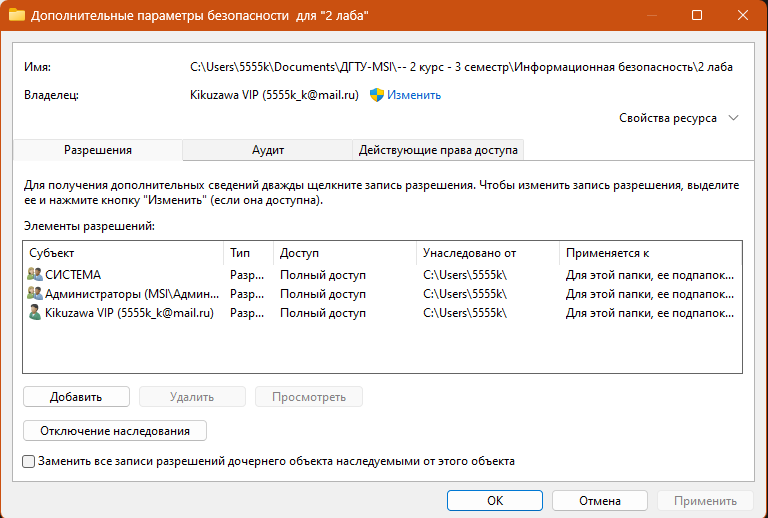 Дополнительные параметры безопасности для "2 лаба"
Имя: C:\Users\5555k\Documents\ДГТУ-MSI\-- 2 курс - 3 семестр\Информационная безопасность\2 лаба
Владелец: Kikuzawa VIP (5555k_k@mail.ru) Изменить
Свойства ресурса
Разрешения Аудит Действующие права доступа
Для получения дополнительных сведений дважды щелкните запись разрешения. Чтобы изменить запись разрешения, выделите
ее и нажмите кнопку "Изменить" (если она доступна).
Элементы разрешений:
Субъект Тип Доступ Унаследовано от Применяется к
СИСТЕМА Разр... Полный доступ C:\Users\5555k\ Для этой папки, ее подпапок...
Администраторы (MSI\Админ... Разр... Полный доступ C:\Users\5555k\ Для этой папки, ее подпапок...
Kikuzawa VIP (5555k_k@mail.ru) Разр... Полный доступ C:\Users\5555k\ Для этой папки, ее подпапок...
Добавить Удалить Просмотреть
Отключение наследования
Заменить все записи разрешений дочернего объекта наследуемыми от этого объекта
ОК Отмена Применить